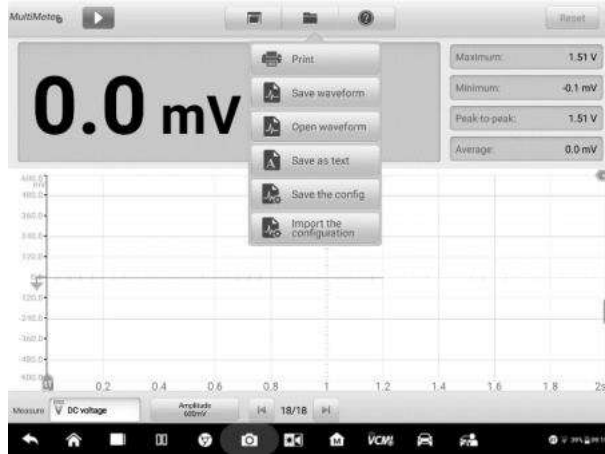 MultiMeter
Reset
Print
Save waveform
Open waveform
Save as text
Save the config
Import the
configuration
0.0 mV
Maximum: 1.51 V
Minimum: -0.1 mV
Peak-to-peak: 1.51 V
Average: 0.0 mV
mV
0.2 0.4 0.6 0.8 1 1.2 1.4 1.6 1.8 2s
Measure
DC voltage
Amplitude
600mV
18/18
VCMI